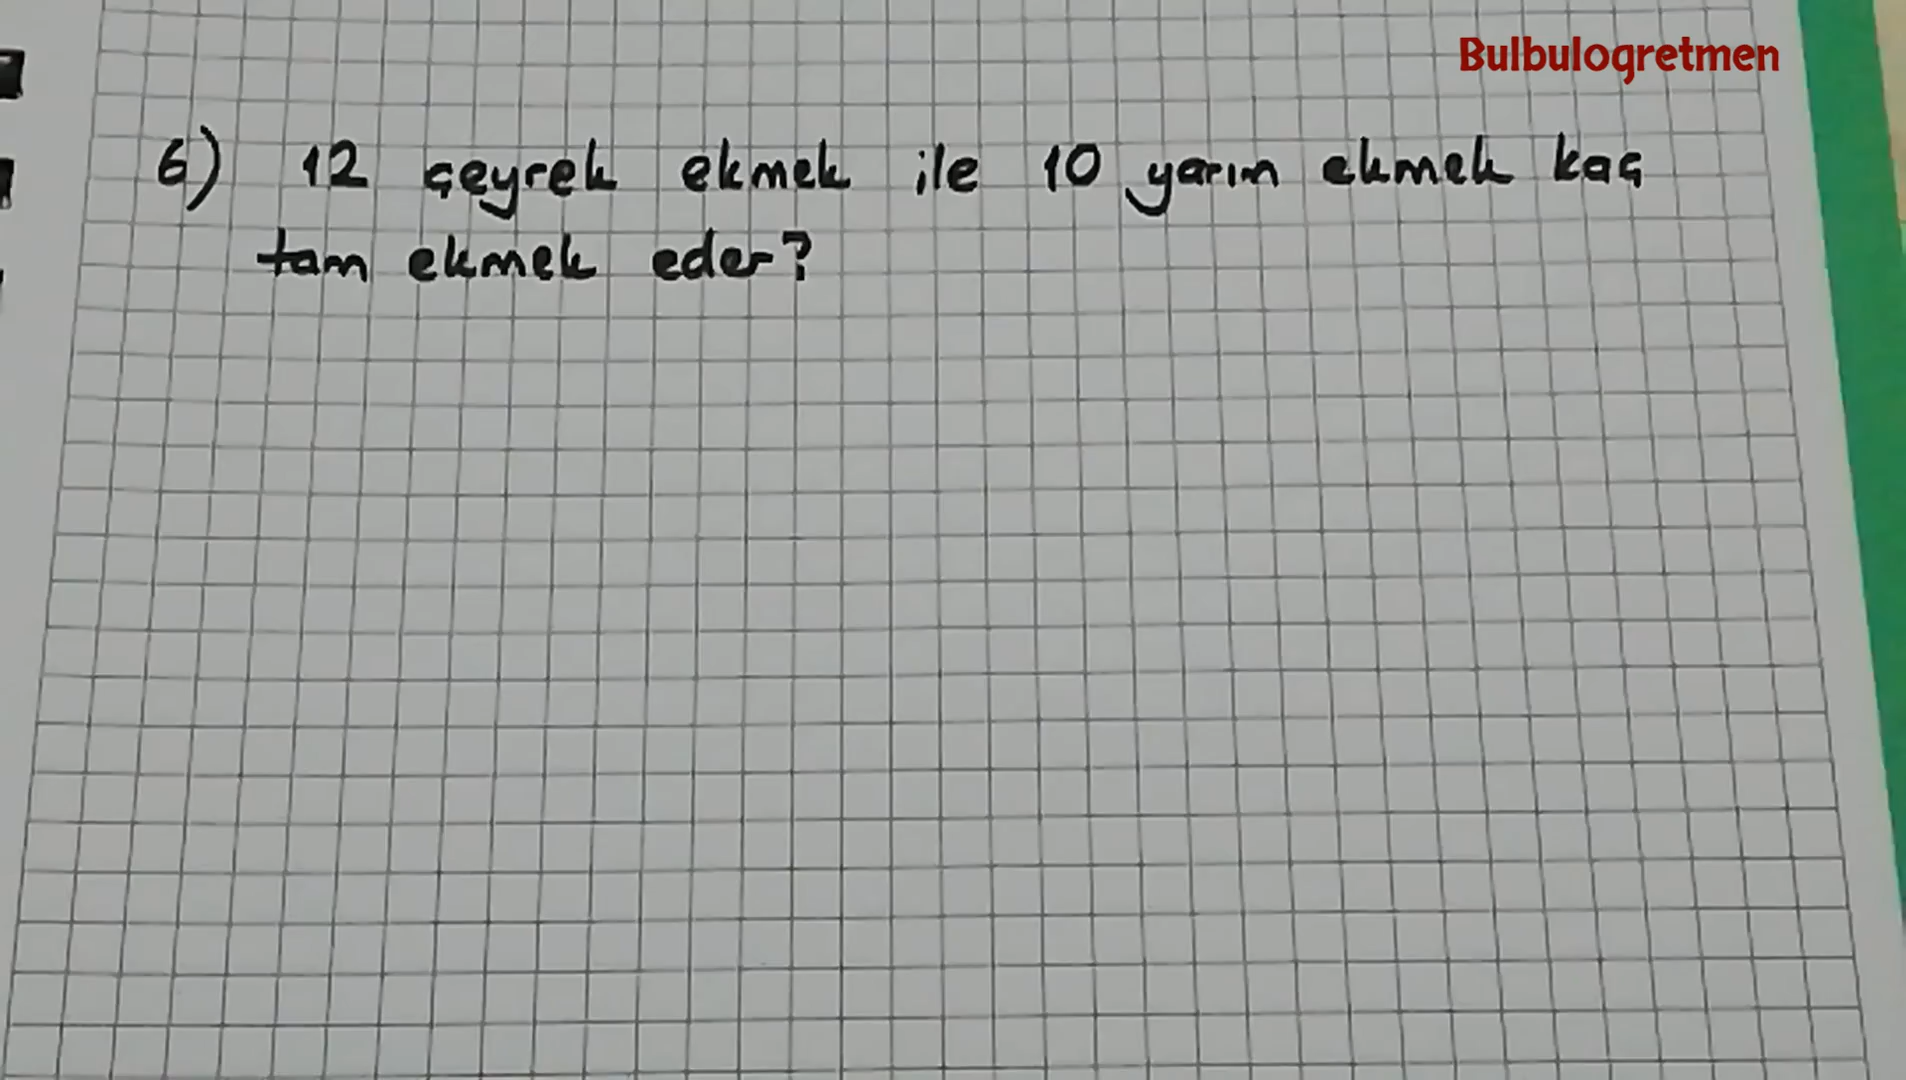 Bulbulogretmen
6) 12 çeyrek ekmek ile 10 yarım ekmek kaç
tam ekmek eder?